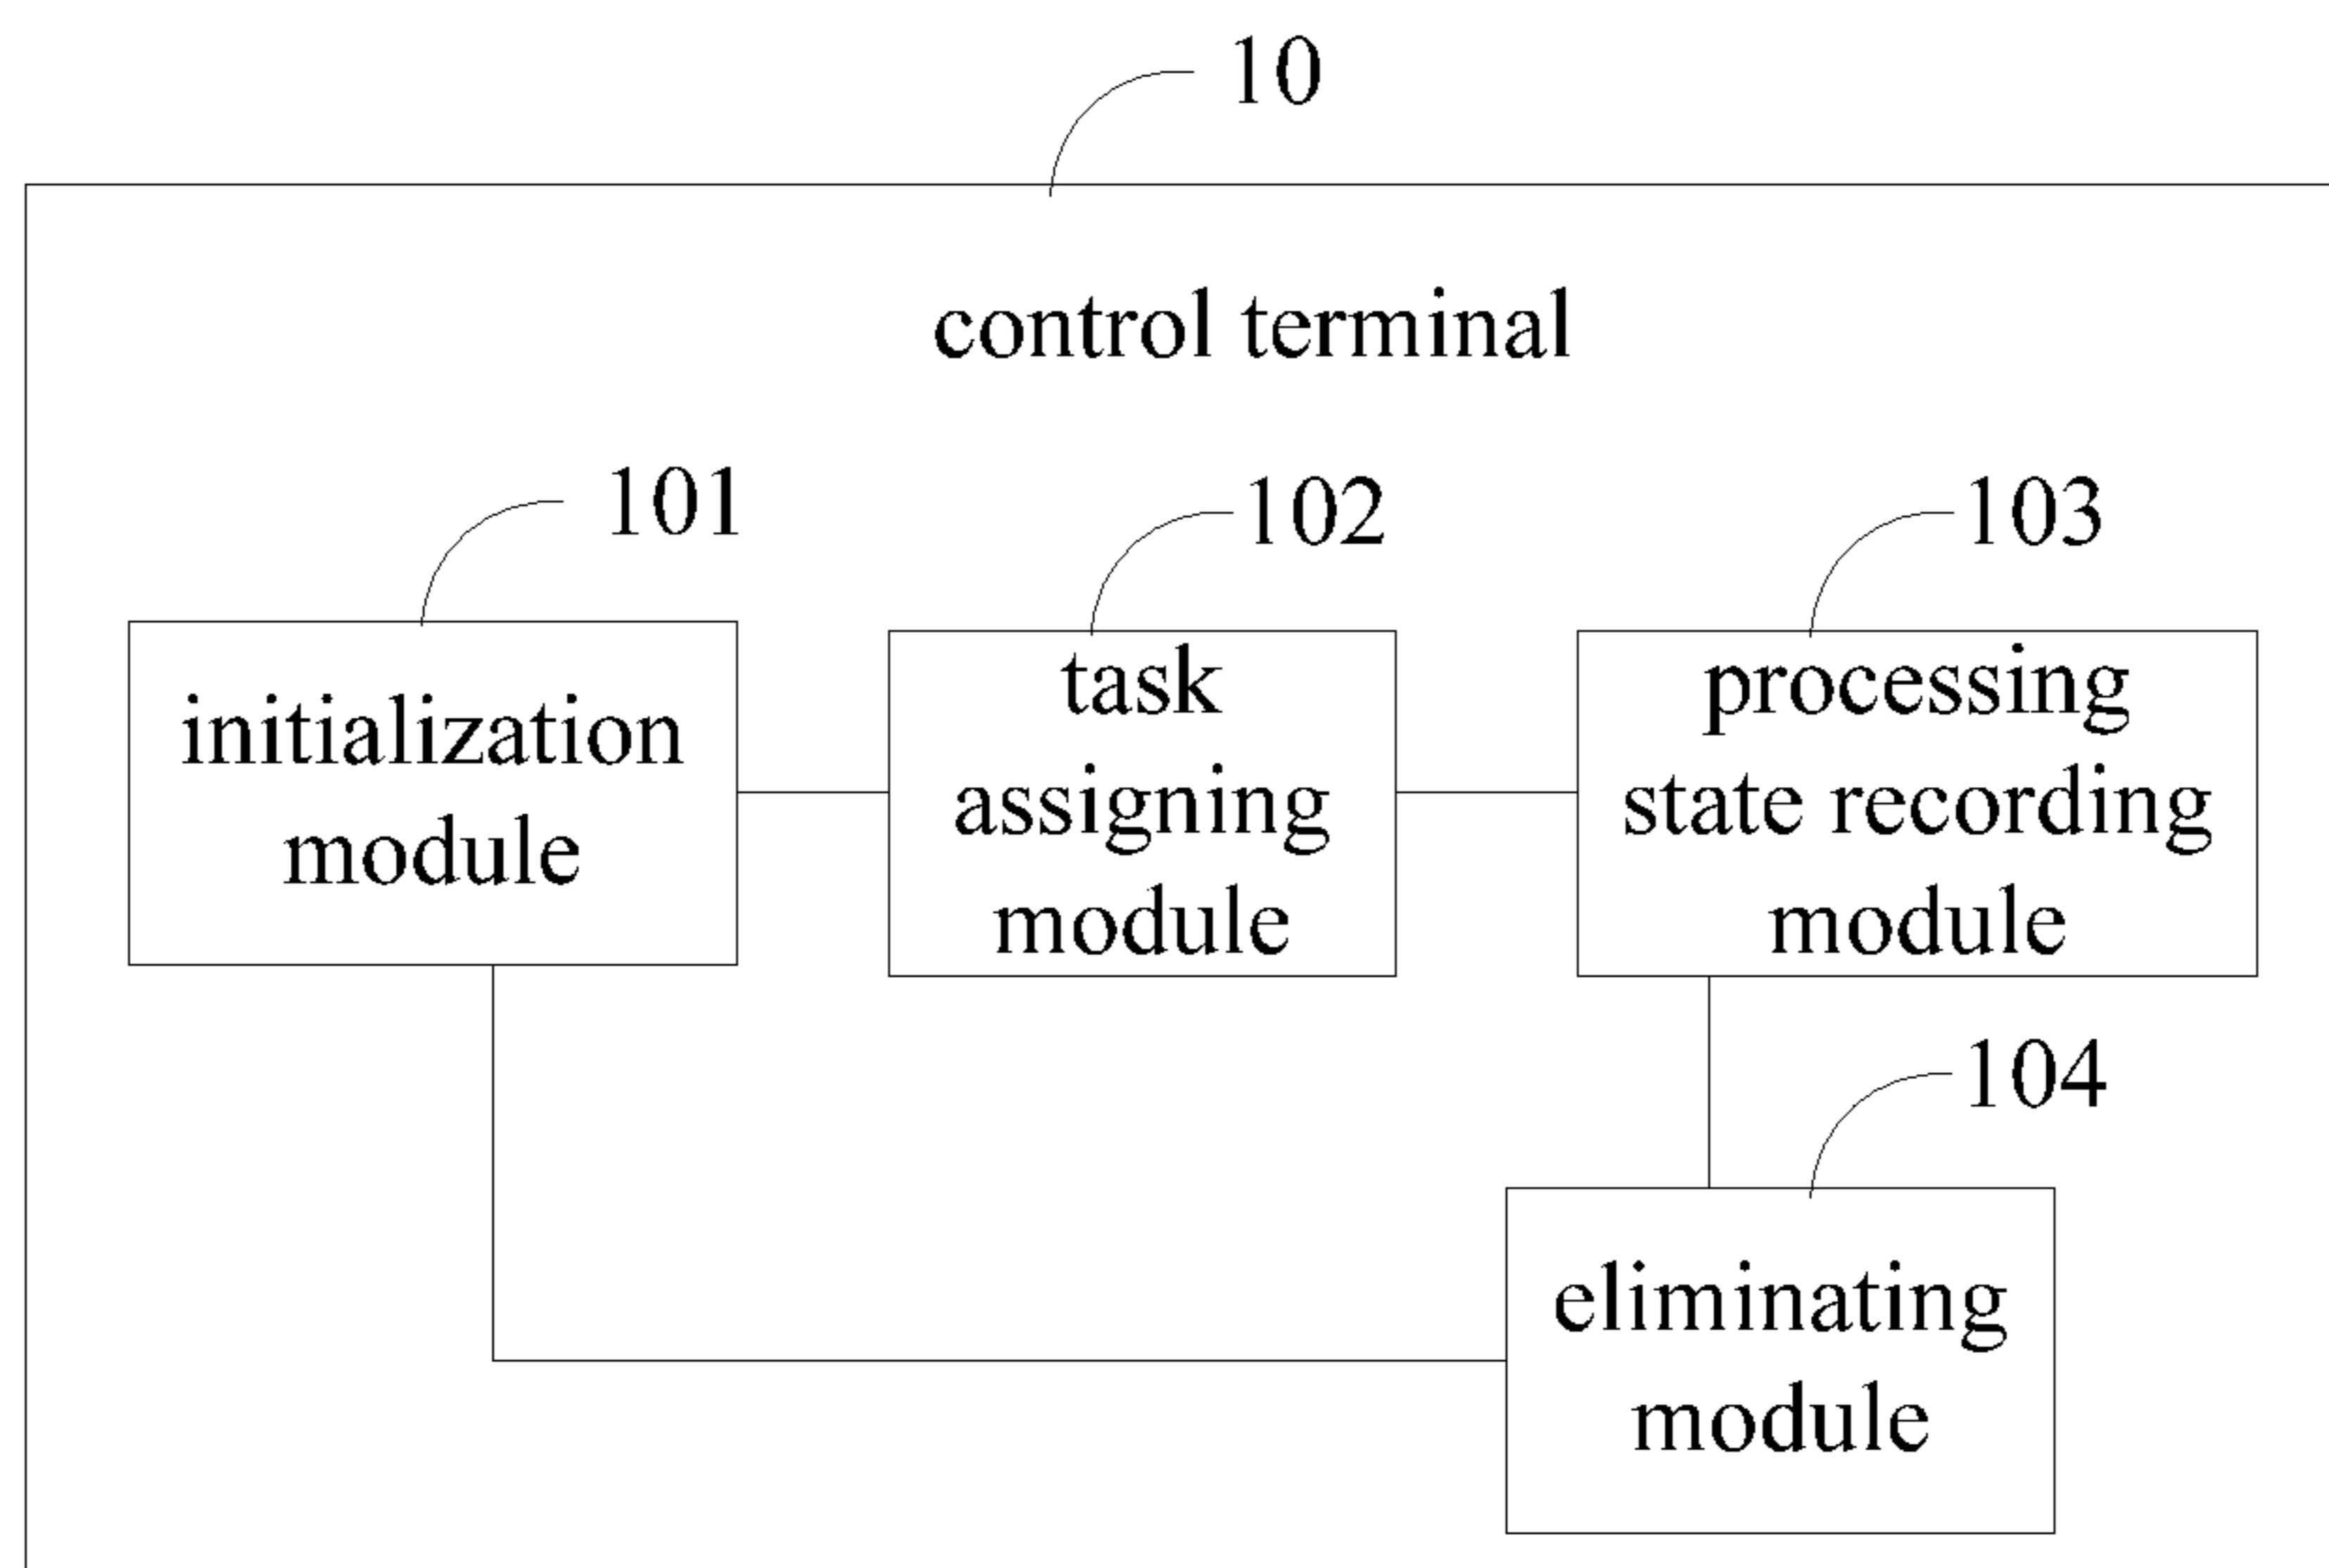 10
control terminal
101
102
103
initialization
module
task
assigning
module
processing
state recording
module
104
eliminating
module